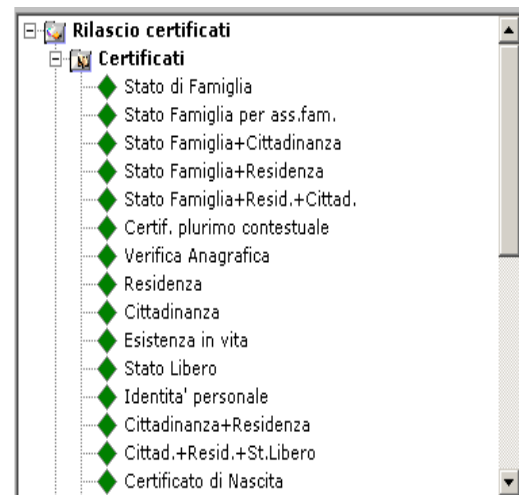 Rilascio certificati
Certificati
Stato di Famiglia
Stato Famiglia per ass.fam.
Stato Famiglia+Cittadinanza
Stato Famiglia+Residenza
Stato Famiglia+Resid.+Cittad.
Certif. plurimo contestuale
Verifica Anagrafica
Residenza
Cittadinanza
Esistenza in vita
Stato Libero
Identita' personale
Cittadinanza+Residenza
Cittad.+Resid.+St.Libero
Certificato di Nascita